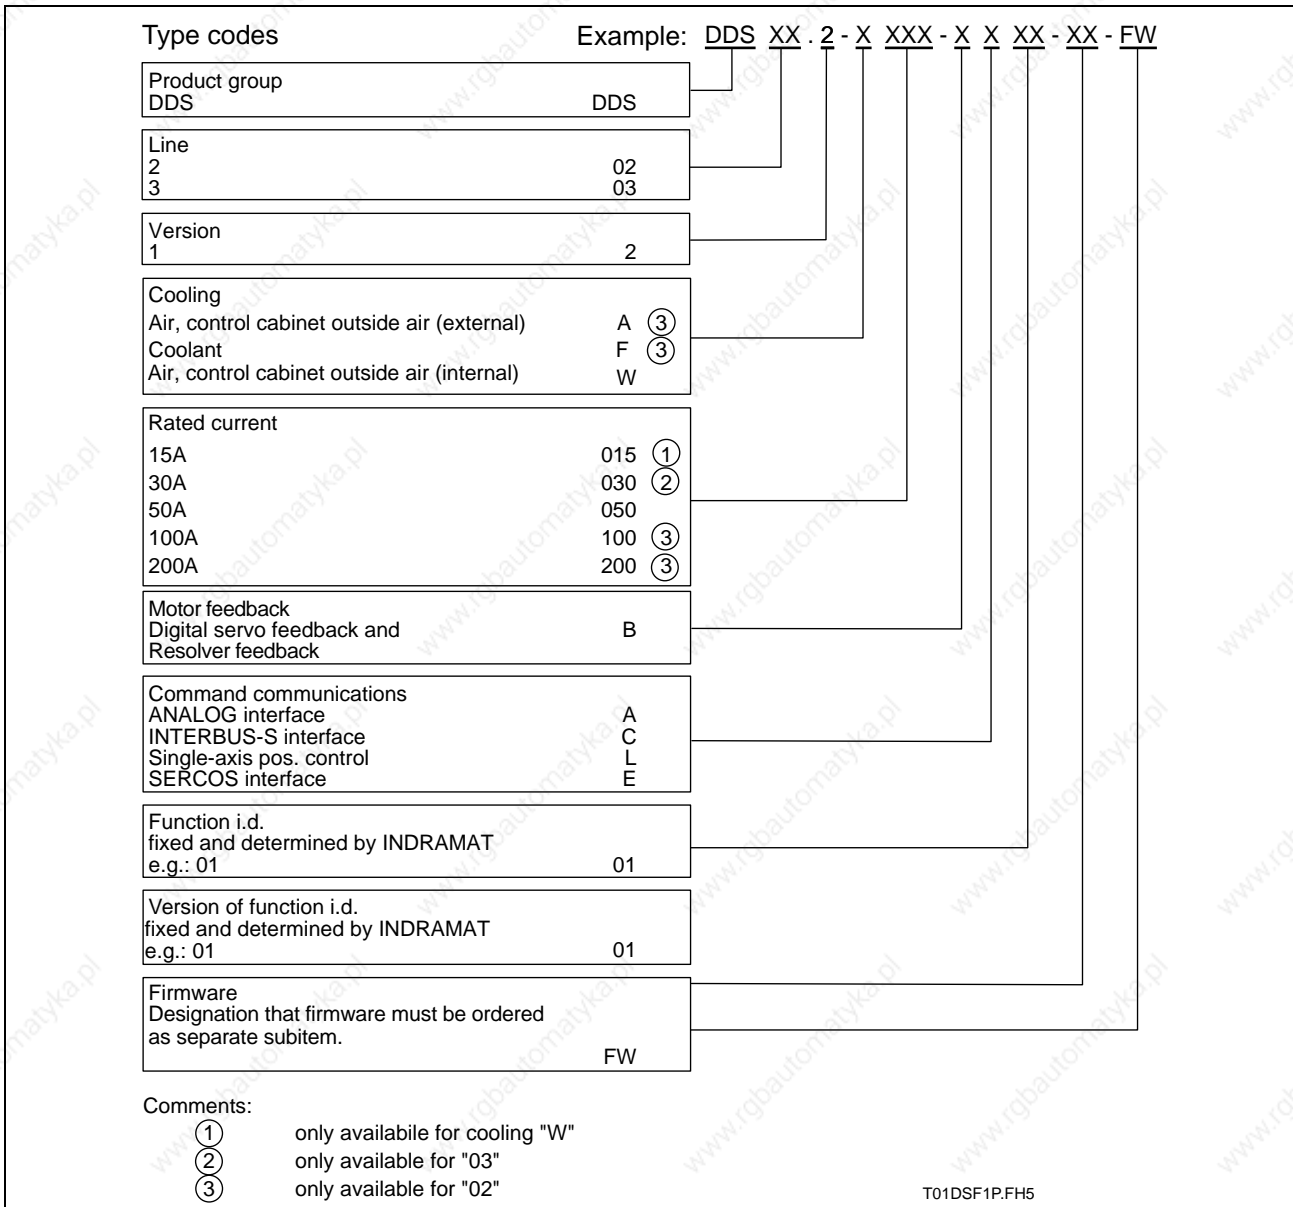 Type codes Example: DDS XX . 2 - X XXX - X X XX - XX - FW
Product group
DDS DDS
Line
2 02
3 03
Version
1 2
Cooling
Air, control cabinet outside air (external) A ③
Coolant F ③
Air, control cabinet outside air (internal) W
Rated current
15A 015 ①
30A 030 ②
50A 050
100A 100 ③
200A 200 ③
Motor feedback
Digital servo feedback and B
Resolver feedback
Command communications
ANALOG interface A
INTERBUS-S interface C
Single-axis pos. control L
SERCOS interface E
Function i.d.
fixed and determined by INDRAMAT
e.g.: 01 01
Version of function i.d.
fixed and determined by INDRAMAT
e.g.: 01 01
Firmware
Designation that firmware must be ordered
as separate subitem.
FW
Comments:
① only availabile for cooling "W"
② only available for "03"
③ only available for "02"
T01DSF1P.FH5
www.rgbautomatyka.pl